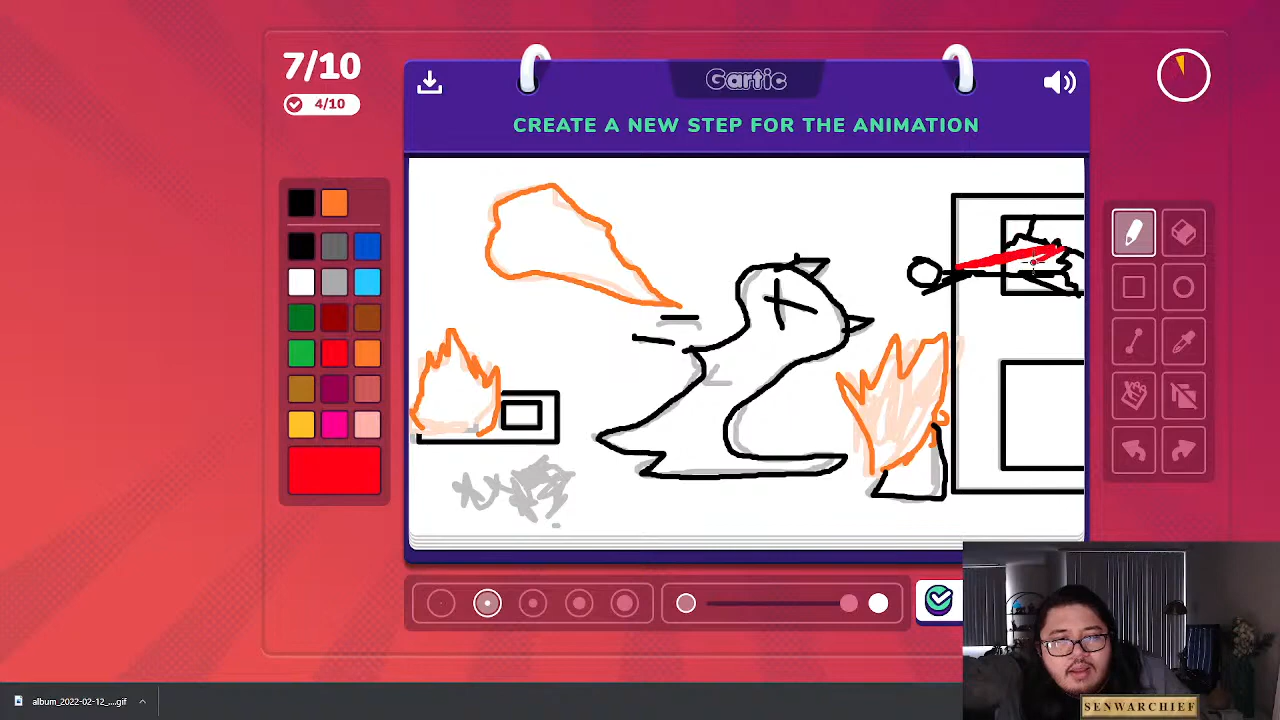 7/10
4/10
Gartic
CREATE A NEW STEP FOR THE ANIMATION
album_2022-02-12_....gif
SENWARCHIEF